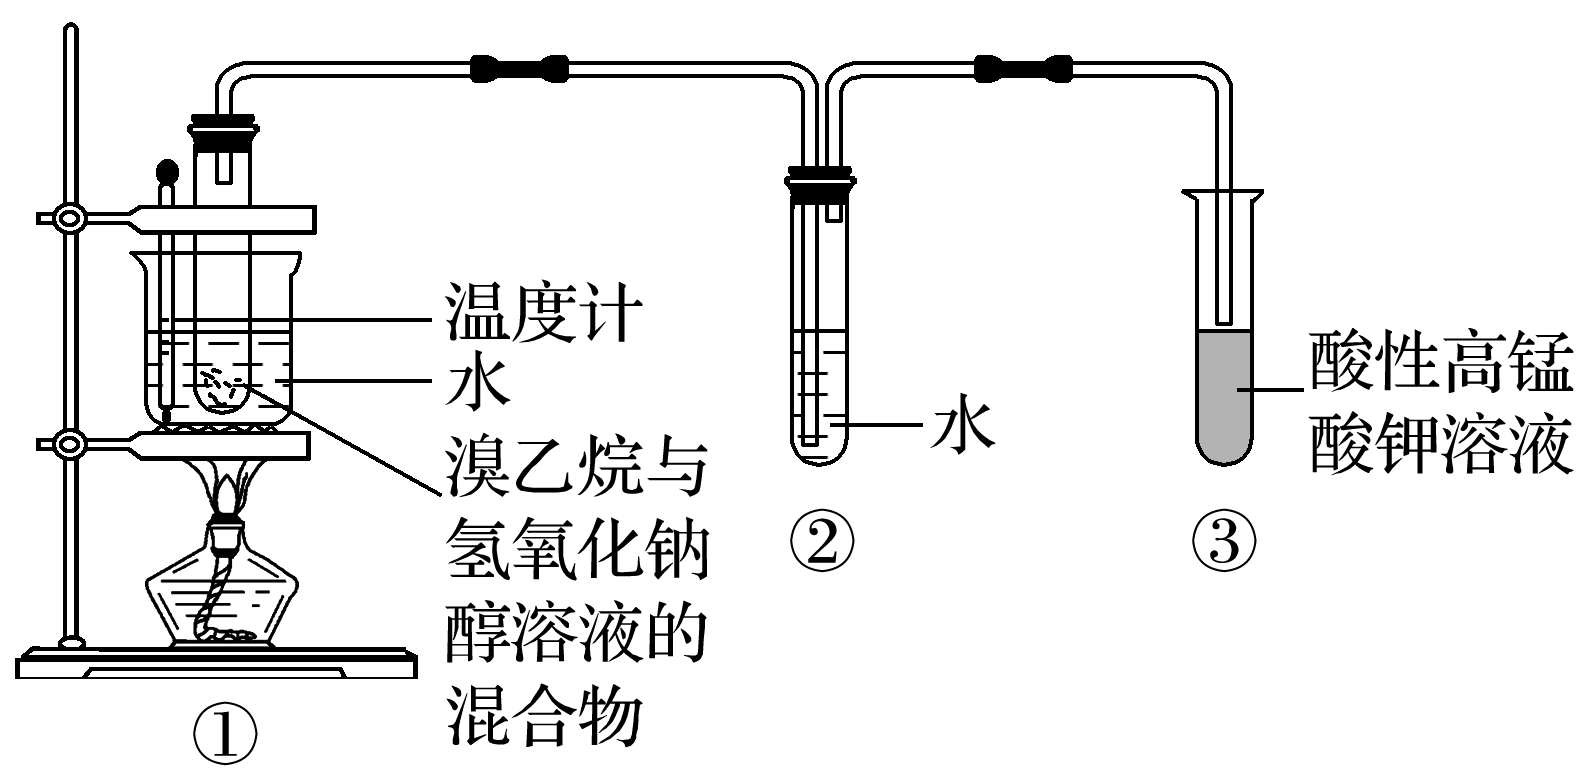 温度计
水
溴乙烷与
氢氧化钠
醇溶液的
混合物
①
水
②
酸性高锰
酸钾溶液
③